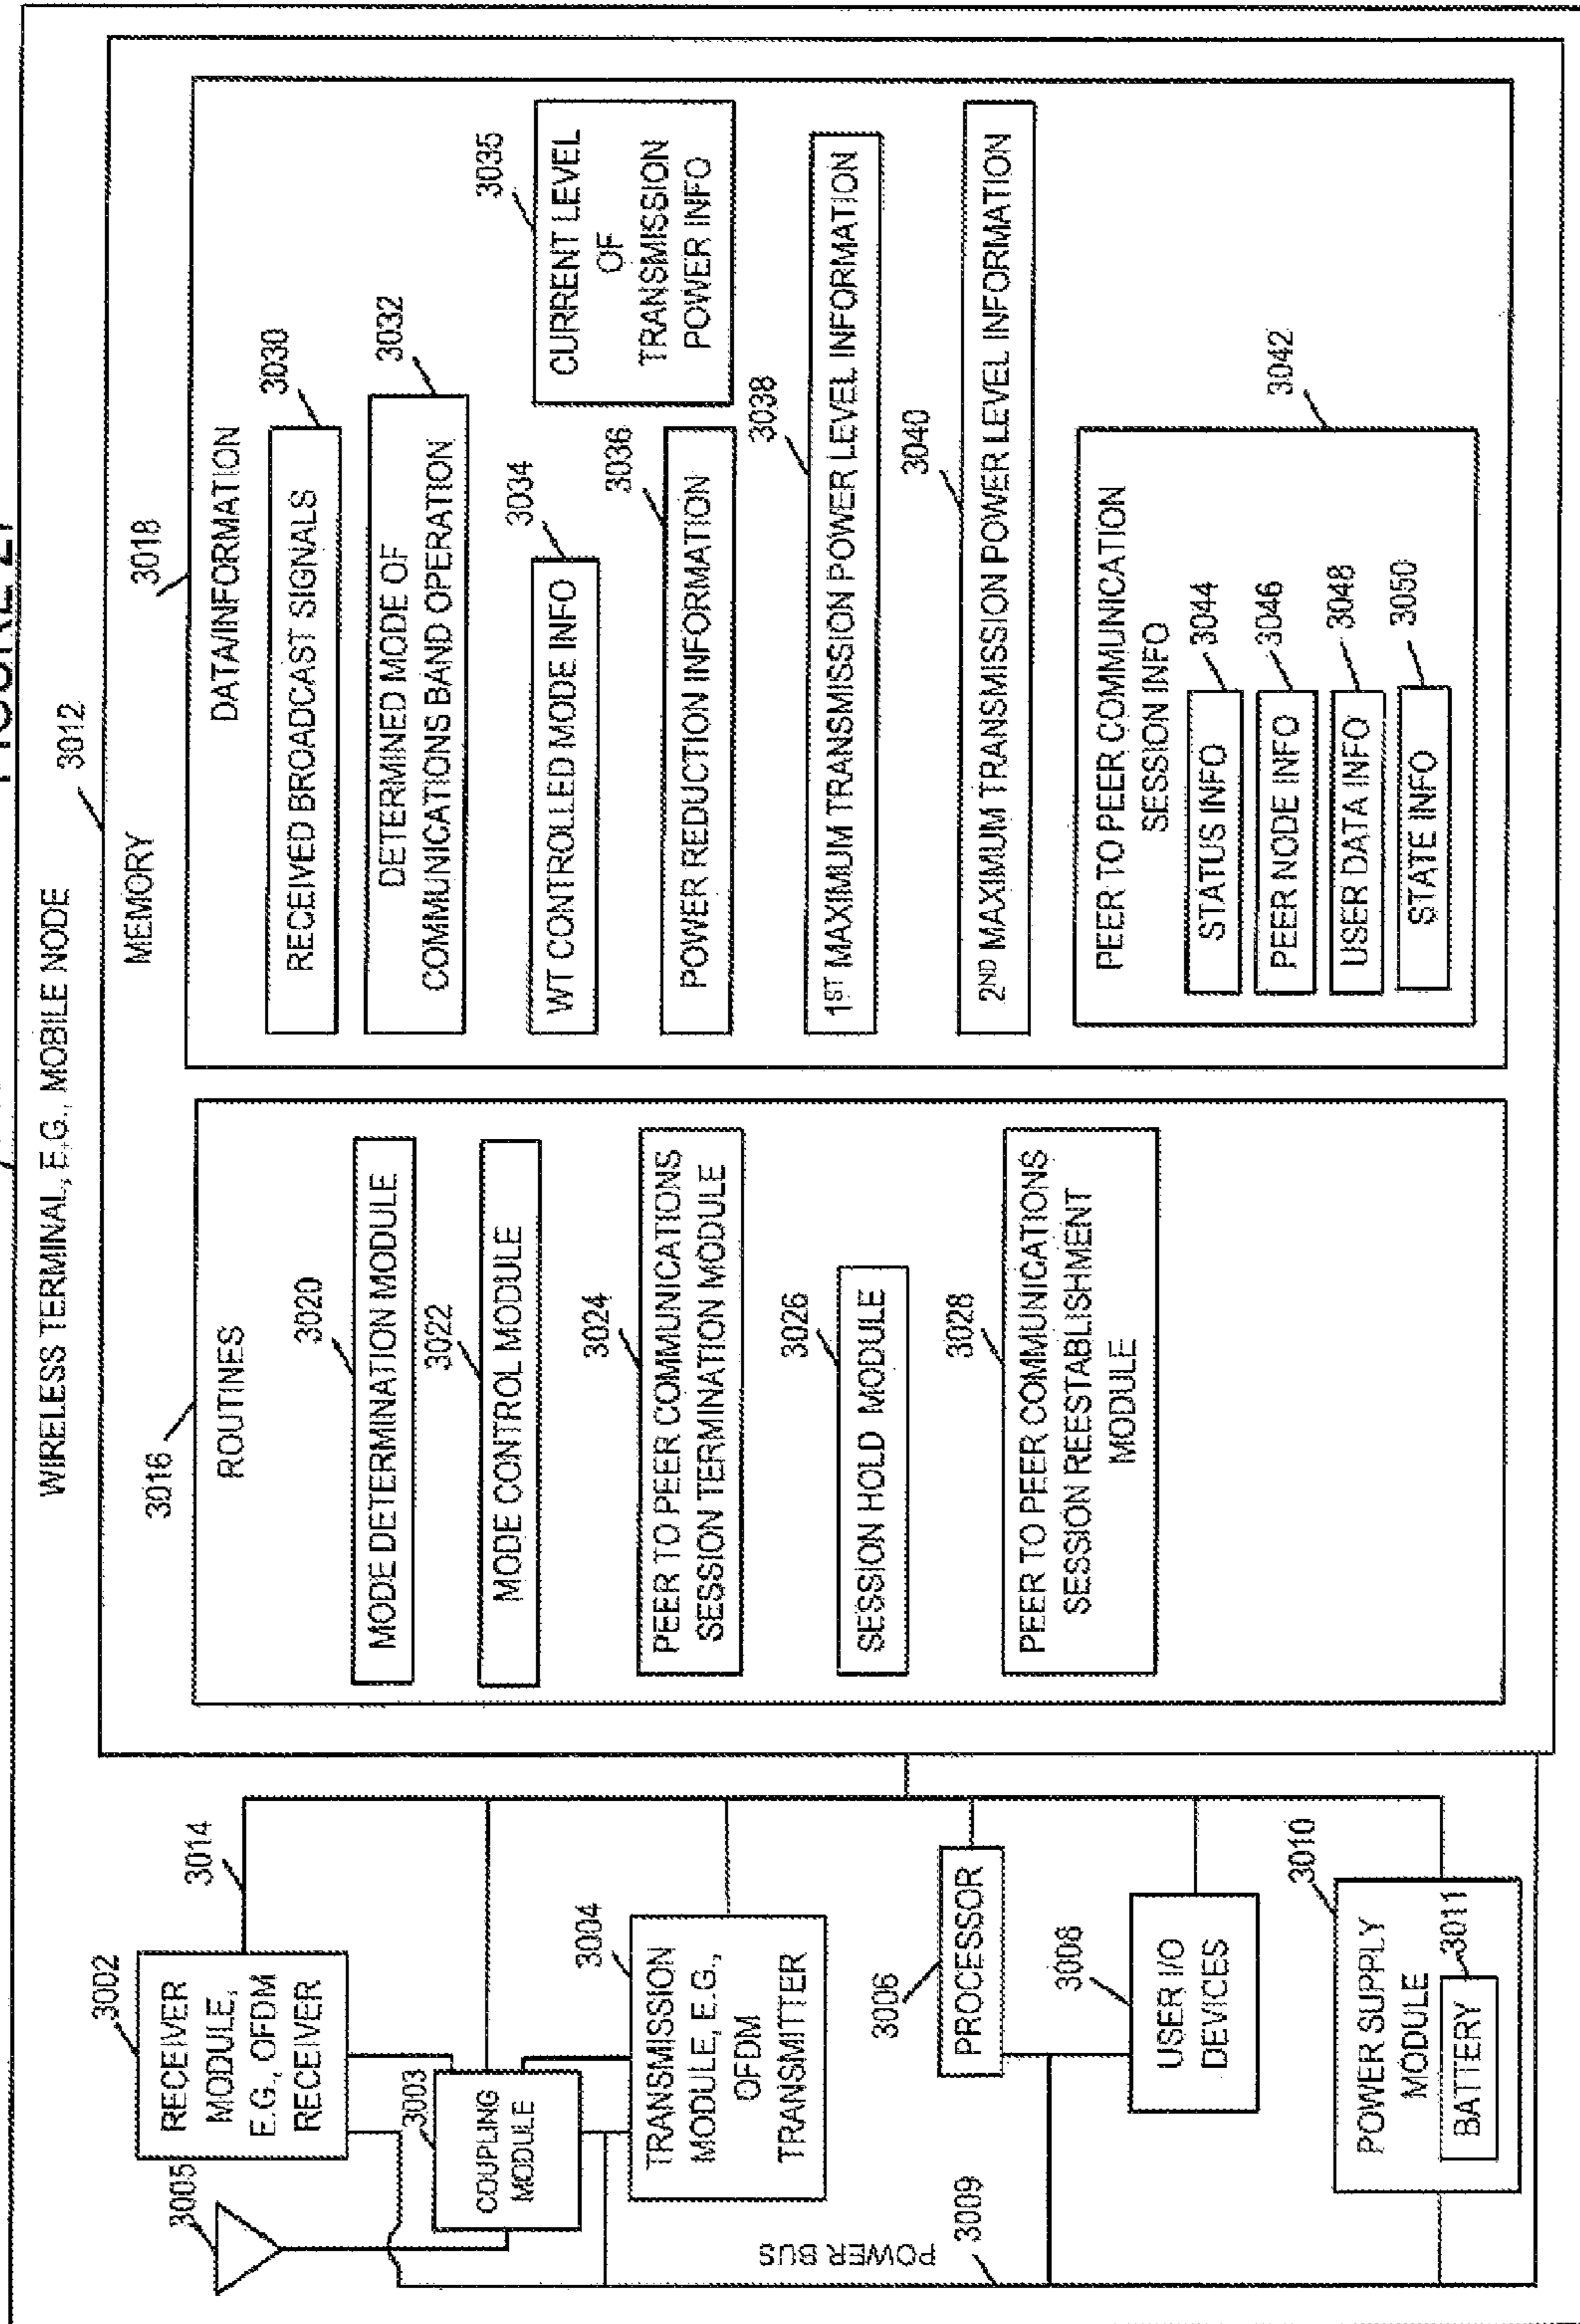 WIRELESS TERMINAL, E.G., MOBILE NODE
3002
RECEIVER
MODULE,
E.G., OFDM
RECEIVER
3014
3005
3003
COUPLING
MODULE
3004
TRANSMISSION
MODULE, E.G.,
OFDM
TRANSMITTER
POWER BUS
3009
3006
PROCESSOR
3008
USER I/O
DEVICES
3010
POWER SUPPLY
MODULE
3011
BATTERY
3012
MEMORY
3016
ROUTINES
3020
MODE DETERMINATION MODULE
3022
MODE CONTROL MODULE
3024
PEER TO PEER COMMUNICATIONS
SESSION TERMINATION MODULE
3026
SESSION HOLD MODULE
3028
PEER TO PEER COMMUNICATIONS
SESSION REESTABLISHMENT
MODULE
3018
DATA/INFORMATION
3030
RECEIVED BROADCAST SIGNALS
3032
DETERMINED MODE OF
COMMUNICATIONS BAND OPERATION
3034
WT CONTROLLED MODE INFO
3035
CURRENT LEVEL
OF
TRANSMISSION
POWER INFO
3036
POWER REDUCTION INFORMATION
3038
1ST MAXIMUM TRANSMISSION POWER LEVEL INFORMATION
3040
2ND MAXIMUM TRANSMISSION POWER LEVEL INFORMATION
3042
PEER TO PEER COMMUNICATION
SESSION INFO
STATUS INFO 3044
PEER NODE INFO 3046
USER DATA INFO 3048
STATE INFO 3050